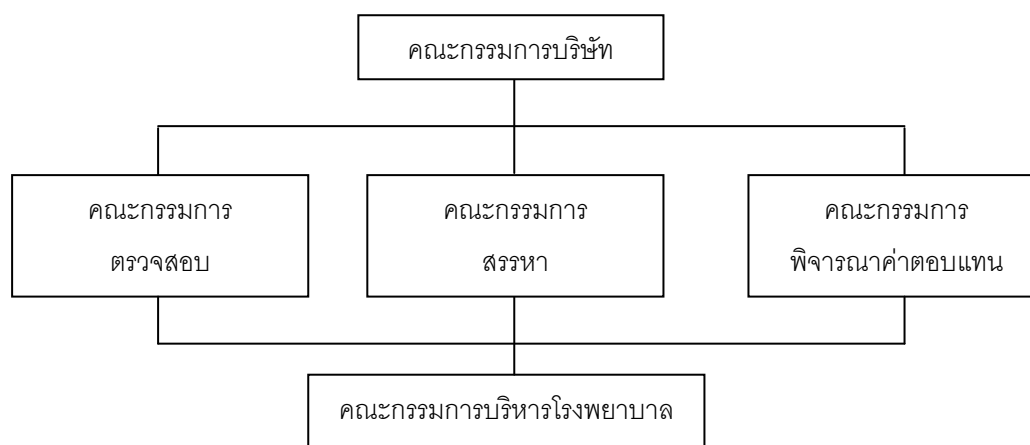 คณะกรรมการบริษัท
คณะกรรมการ
ตรวจสอบ
คณะกรรมการ
สรรหา
คณะกรรมการ
พิจารณาค่าตอบแทน
คณะกรรมการบริหารโรงพยาบาล